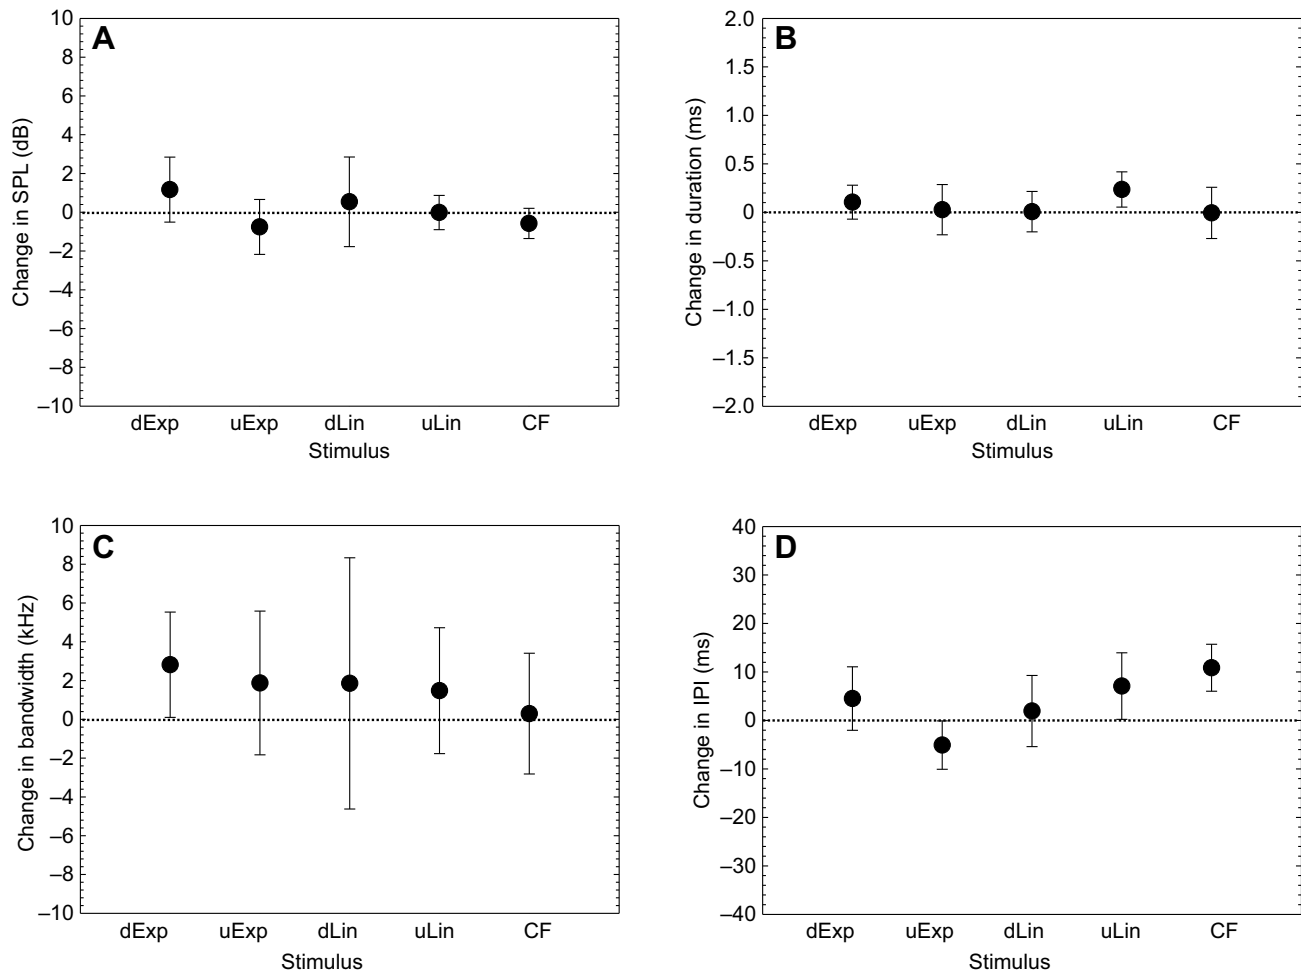 A
Change in SPL (dB)
10
8
6
4
2
0
–2
–4
–6
–8
–10
dExp uExp dLin uLin CF
Stimulus
B
Change in duration (ms)
2.0
1.5
1.0
0.5
0
–0.5
–1.0
–1.5
–2.0
dExp uExp dLin uLin CF
Stimulus
C
Change in bandwidth (kHz)
10
8
6
4
2
0
–2
–4
–6
–8
–10
dExp uExp dLin uLin CF
Stimulus
D
Change in IPI (ms)
40
30
20
10
0
–10
–20
–30
–40
dExp uExp dLin uLin CF
Stimulus